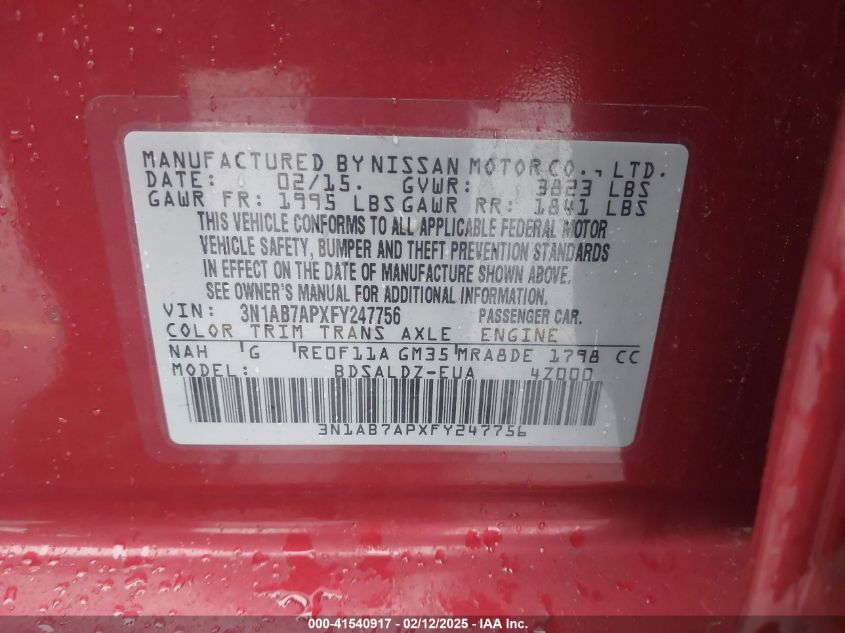 MANUFACTURED BY NISSAN MOTOR CO., LTD.
DATE: 02/15. GVWR: 3823 LBS
GAWR FR: 1995 LBS GAWR RR: 1841 LBS
THIS VEHICLE CONFORMS TO ALL APPLICABLE FEDERAL MOTOR
VEHICLE SAFETY, BUMPER AND THEFT PREVENTION STANDARDS
IN EFFECT ON THE DATE OF MANUFACTURE SHOWN ABOVE.
SEE OWNER'S MANUAL FOR ADDITIONAL INFORMATION.
VIN: 3N1AB7APXFY247756 PASSENGER CAR.
COLOR TRIM TRANS AXLE ENGINE
NAH G RE0F11A GM35 MRA8DE 1798 CC
MODEL: BDSALDZ-EUA 4Z000
3N1AB7APXFY247756
000-41540917 - 02/12/2025 - IAA, Inc.